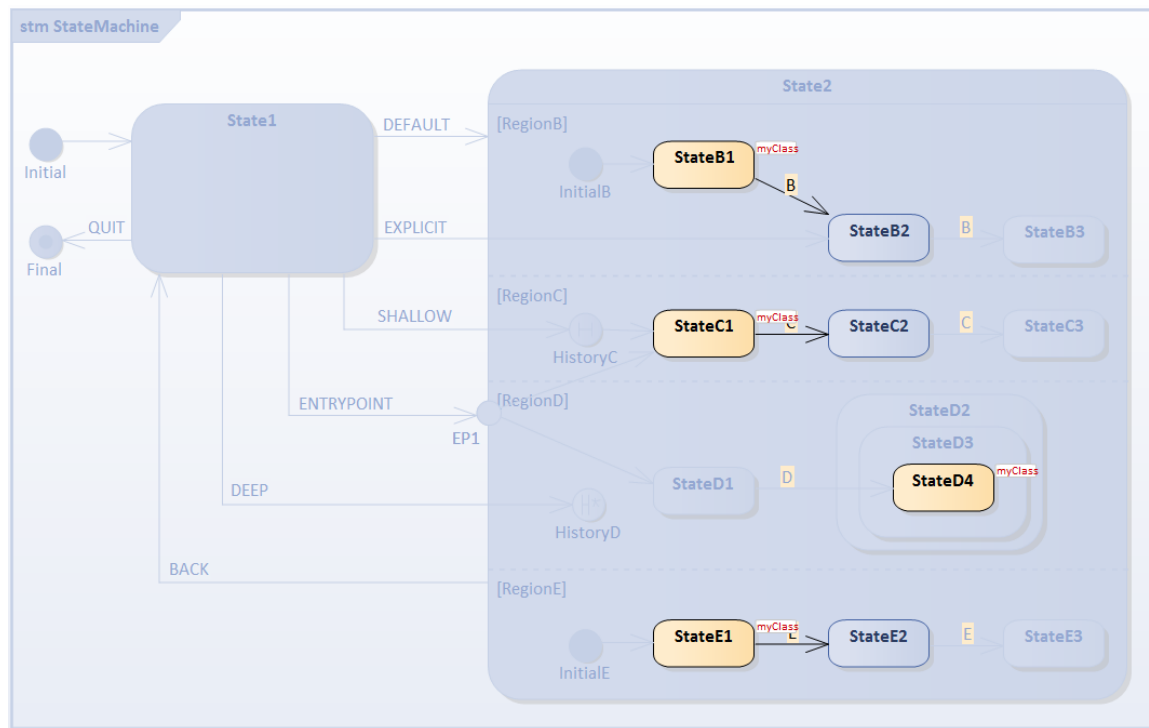 stm StateMachine
State2
State1
[RegionB]
DEFAULT
StateB1
myClass
Initial
InitialB
B
QUIT
EXPLICIT
StateB2
B
StateB3
Final
[RegionC]
SHALLOW
StateC1
myClass
C
StateC2
C
StateC3
HistoryC
ENTRYPOINT
[RegionD]
StateD2
EP1
StateD3
DEEP
StateD1
D
StateD4
myClass
HistoryD
BACK
[RegionE]
StateE1
myClass
E
StateE2
E
StateE3
InitialE